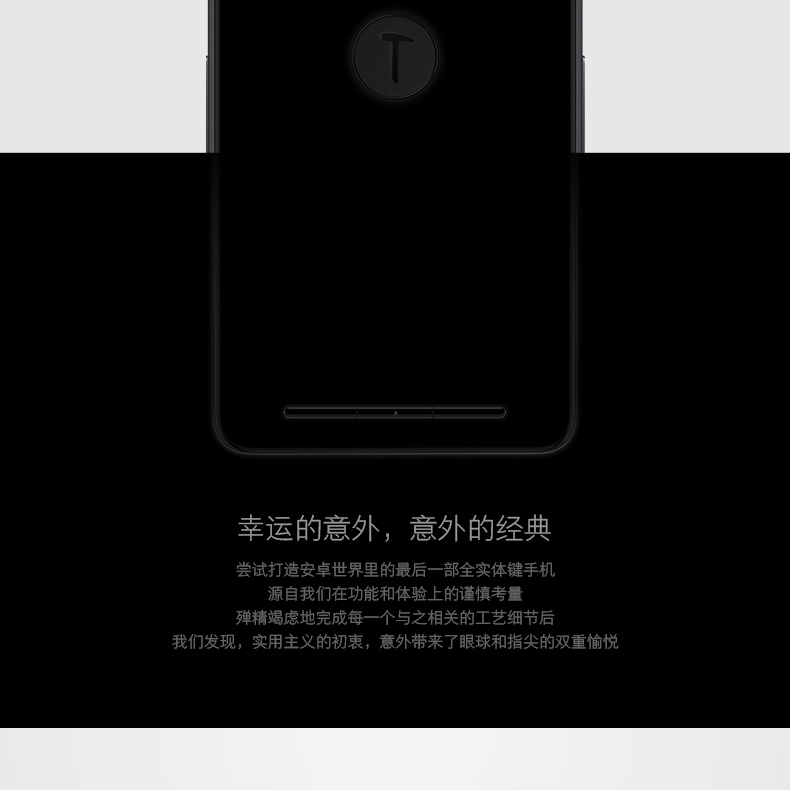 幸运的意外，意外的经典
尝试打造安卓世界里的最后一部全实体键手机
源自我们在功能和体验上的谨慎考量
殚精竭虑地完成每一个与之相关的工艺细节后
我们发现，实用主义的初衷，意外带来了眼球和指尖的双重愉悦